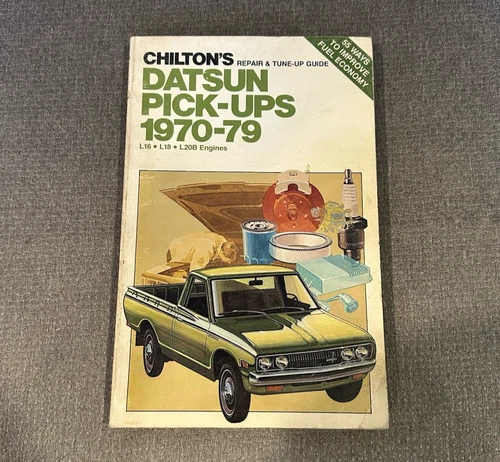 CHILTON'S
REPAIR & TUNE-UP GUIDE
DATSUN
PICK-UPS
1970-79
L16 • L18 • L20B Engines
55 WAYS
TO IMPROVE
FUEL ECONOMY